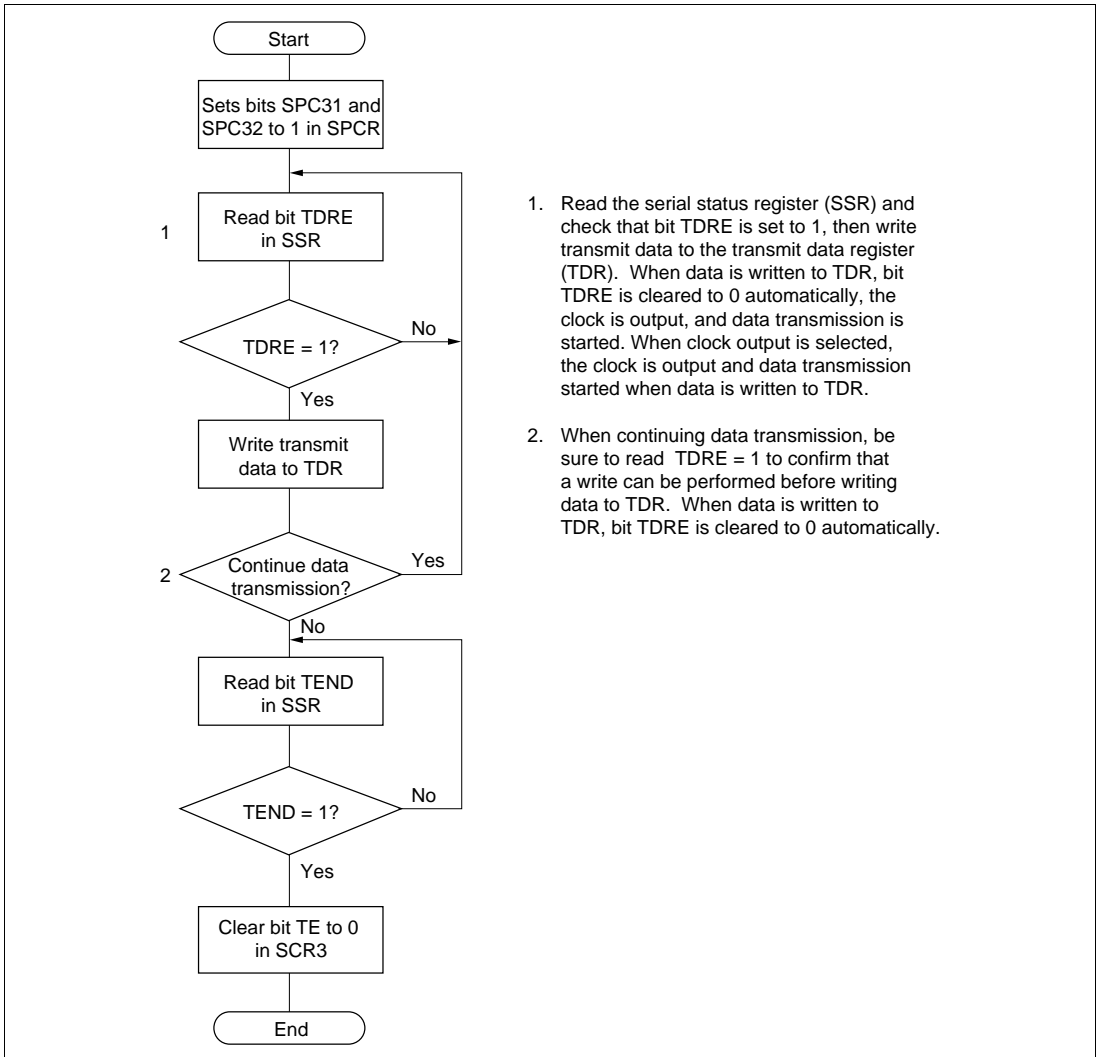 Start
Sets bits SPC31 and
SPC32 to 1 in SPCR
1
Read bit TDRE
in SSR
TDRE = 1?
No
Yes
Write transmit
data to TDR
2
Continue data
transmission?
Yes
No
Read bit TEND
in SSR
TEND = 1?
No
Yes
Clear bit TE to 0
in SCR3
End
1. Read the serial status register (SSR) and
check that bit TDRE is set to 1, then write
transmit data to the transmit data register
(TDR). When data is written to TDR, bit
TDRE is cleared to 0 automatically, the
clock is output, and data transmission is
started. When clock output is selected,
the clock is output and data transmission
started when data is written to TDR.
2. When continuing data transmission, be
sure to read TDRE = 1 to confirm that
a write can be performed before writing
data to TDR. When data is written to
TDR, bit TDRE is cleared to 0 automatically.